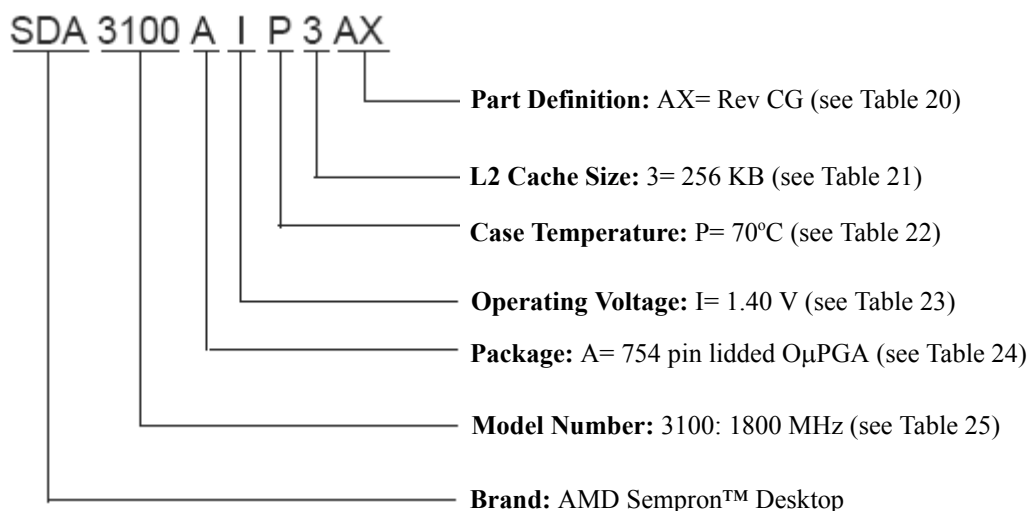 SDA 3100 A I P 3 AX
Part Definition: AX= Rev CG (see Table 20)
L2 Cache Size: 3= 256 KB (see Table 21)
Case Temperature: P= 70ºC (see Table 22)
Operating Voltage: I= 1.40 V (see Table 23)
Package: A= 754 pin lidded OµPGA (see Table 24)
Model Number: 3100: 1800 MHz (see Table 25)
Brand: AMD Sempron™ Desktop